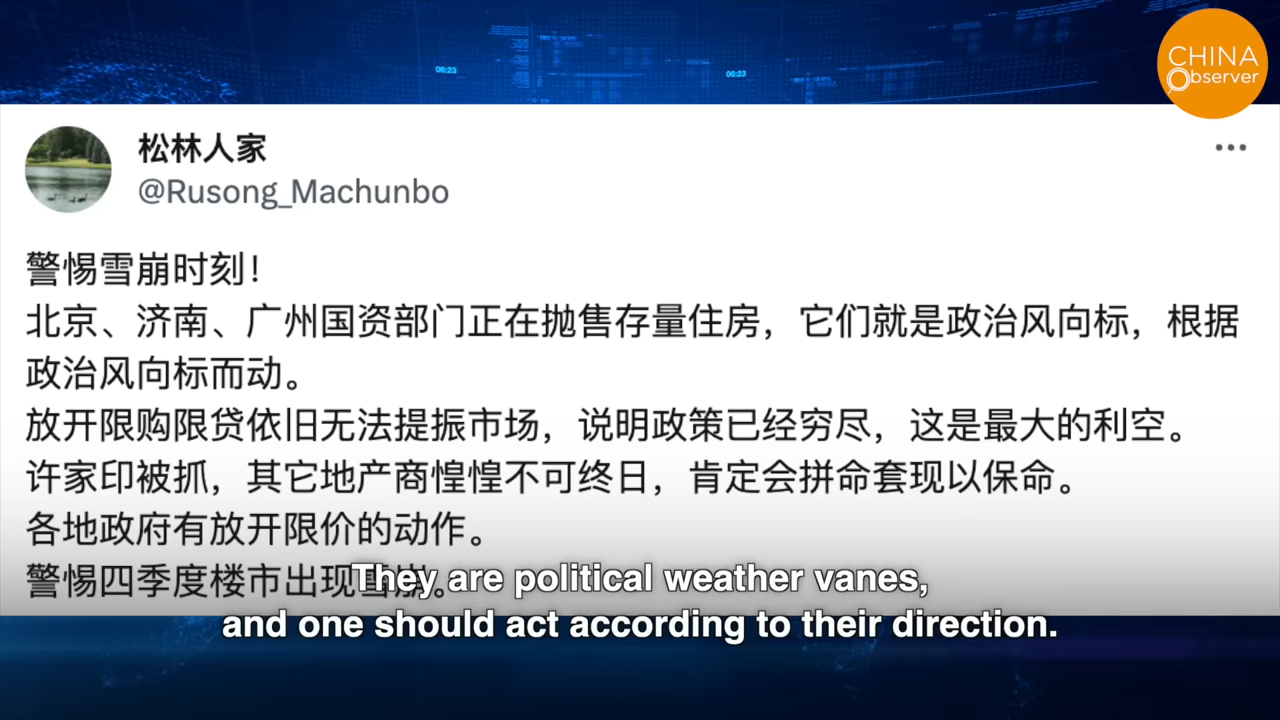 06:23
06:23
CHINA
Observer
松林人家
@Rusong_Machunbo
警惕雪崩时刻！
北京、济南、广州国资部门正在抛售存量住房，它们就是政治风向标，根据
政治风向标而动。
放开限购限贷依旧无法提振市场，说明政策已经穷尽，这是最大的利空。
许家印被抓，其它地产商惶惶不可终日，肯定会拼命套现以保命。
各地政府有放开限价的动作。
警惕四季度楼市出现雪崩。
They are political weather vanes,
and one should act according to their direction.